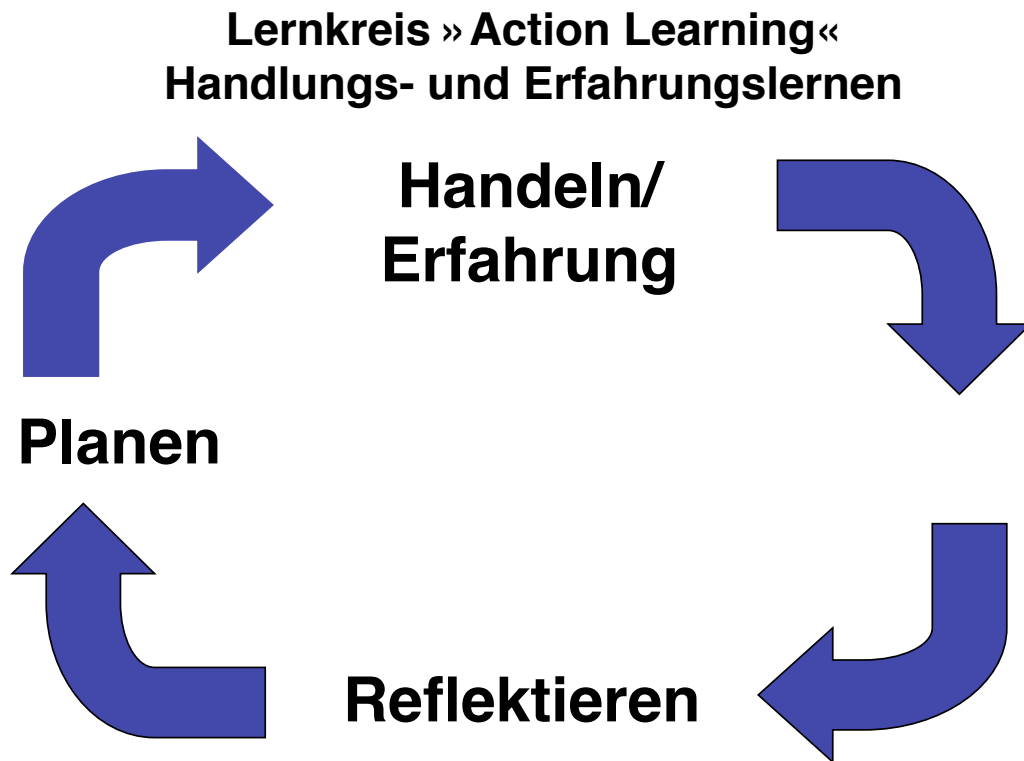 Lernkreis »Action Learning«
Handlungs- und Erfahrungslernen
Handeln/
Erfahrung
Planen
Reflektieren